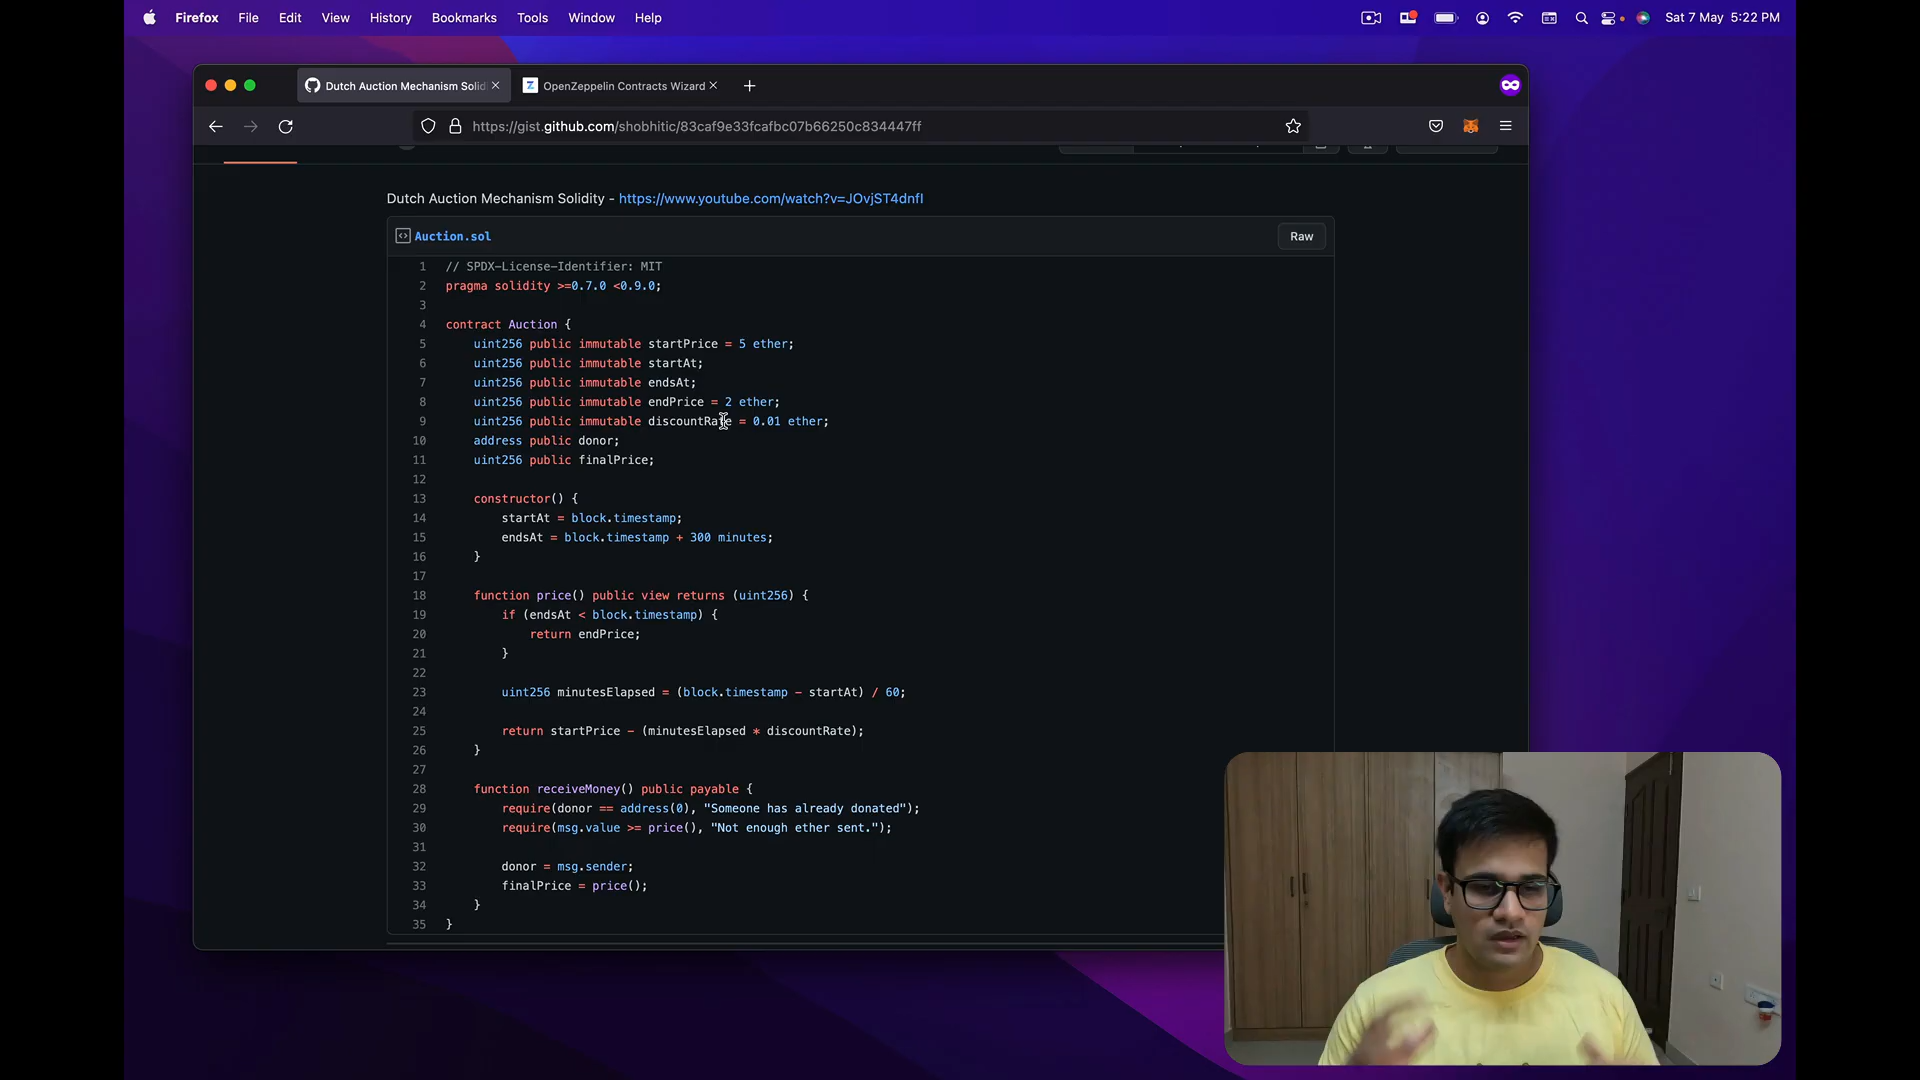 Firefox File Edit View History Bookmarks Tools Window Help Sat 7 May 5:22 PM
Dutch Auction Mechanism Solid OpenZeppelin Contracts Wizard
https://gist.github.com/shobhitic/83caf9e33fcafbc07b66250c834447ff
Dutch Auction Mechanism Solidity - https://www.youtube.com/watch?v=JOvjST4dnfI
Auction.sol Raw
1 // SPDX-License-Identifier: MIT
2 pragma solidity >=0.7.0 <0.9.0;
3
4 contract Auction {
5 uint256 public immutable startPrice = 5 ether;
6 uint256 public immutable startAt;
7 uint256 public immutable endsAt;
8 uint256 public immutable endPrice = 2 ether;
9 uint256 public immutable discountRate = 0.01 ether;
10 address public donor;
11 uint256 public finalPrice;
12
13 constructor() {
14 startAt = block.timestamp;
15 endsAt = block.timestamp + 300 minutes;
16 }
17
18 function price() public view returns (uint256) {
19 if (endsAt < block.timestamp) {
20 return endPrice;
21 }
22
23 uint256 minutesElapsed = (block.timestamp - startAt) / 60;
24
25 return startPrice - (minutesElapsed * discountRate);
26 }
27
28 function receiveMoney() public payable {
29 require(donor == address(0), "Someone has already donated");
30 require(msg.value >= price(), "Not enough ether sent.");
31
32 donor = msg.sender;
33 finalPrice = price();
34 }
35 }